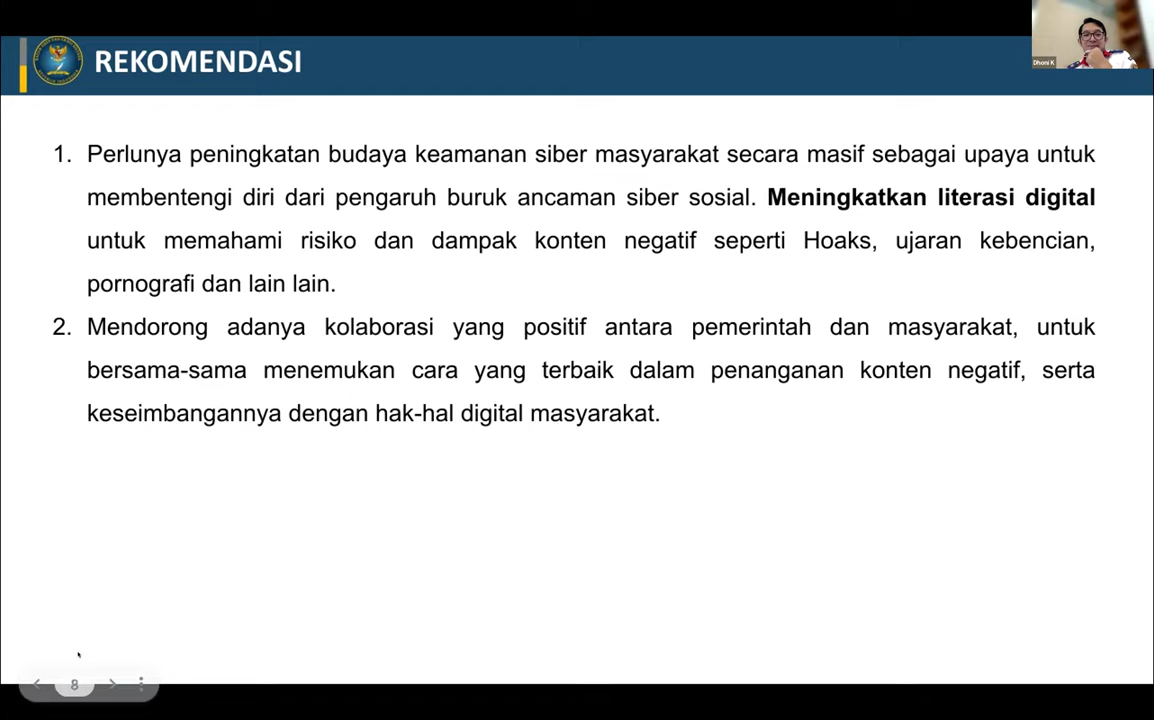 REKOMENDASI
Dhoni K
1. Perlunya peningkatan budaya keamanan siber masyarakat secara masif sebagai upaya untuk
membentengi diri dari pengaruh buruk ancaman siber sosial. Meningkatkan literasi digital
untuk memahami risiko dan dampak konten negatif seperti Hoaks, ujaran kebencian,
pornografi dan lain lain.
2. Mendorong adanya kolaborasi yang positif antara pemerintah dan masyarakat, untuk
bersama-sama menemukan cara yang terbaik dalam penanganan konten negatif, serta
keseimbangannya dengan hak-hal digital masyarakat.
8